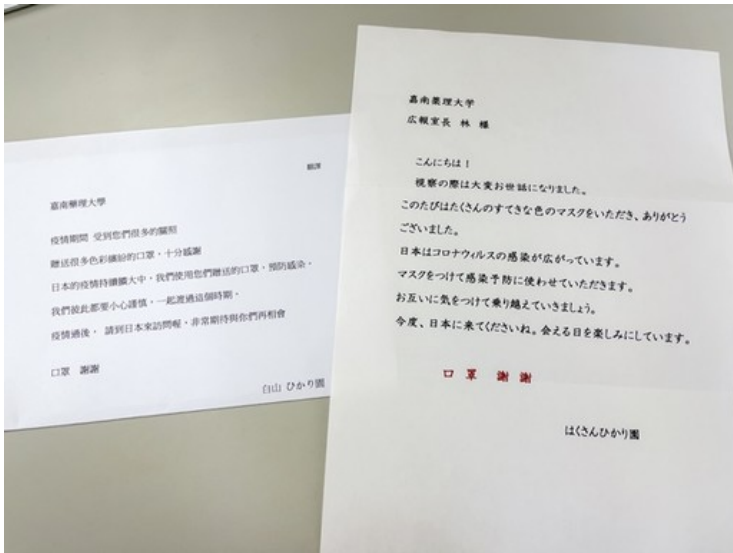 翻譯
嘉南藥理大學
疫情期間 受到您們很多的關照
贈送很多色彩繽紛的口罩，十分感謝
日本的疫情持續擴大中，我們使用您們贈送的口罩，預防感染。
我們彼此都要小心謹慎，一起渡過這個時期。
疫情過後， 請到日本來訪問喔，非常期待與你們再相會
口罩 謝謝
白山 ひかり園
嘉南薬理大学
広報室長 林 様
こんにちは！
視察の際は大変お世話になりました。
このたびはたくさんのすてきな色のマスクをいただき、ありがとう
ございました。
日本はコロナウィルスの感染が広がっています。
マスクをつけて感染予防に使わせていただきます。
お互いに気をつけて乗り越えていきましょう。
今度、日本に来てくださいね。会える日を楽しみにしています。
口 罩 謝 謝
はくさんひかり園